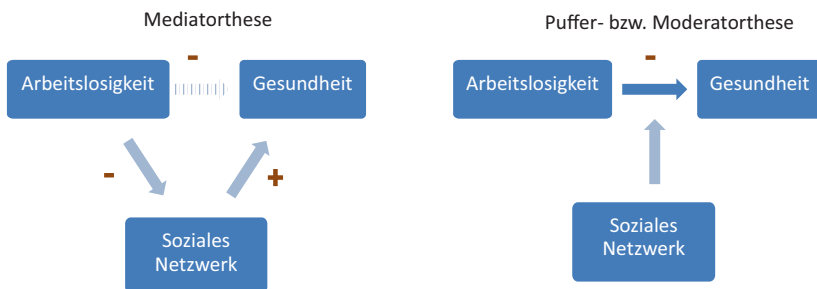 Mediatorthese
-
Arbeitslosigkeit
Gesundheit
-
+
Soziales
Netzwerk
Puffer- bzw. Moderatorthese
-
Arbeitslosigkeit
Gesundheit
Soziales
Netzwerk